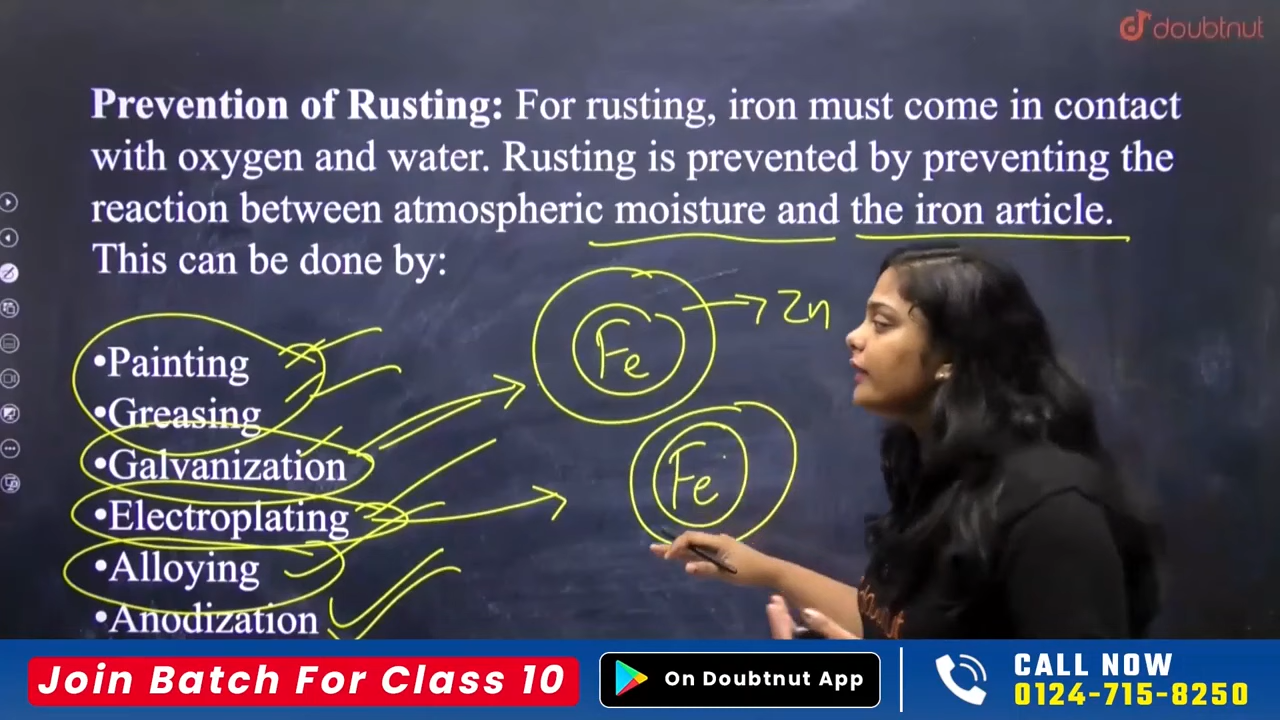 doubtnut
Prevention of Rusting: For rusting, iron must come in contact
with oxygen and water. Rusting is prevented by preventing the
reaction between atmospheric moisture and the iron article.
This can be done by:
•Painting
•Greasing
•Galvanization
•Electroplating
•Alloying
•Anodization
Fe
Zn
Fe
Join Batch For Class 10
On Doubtnut App
CALL NOW
0124-715-8250